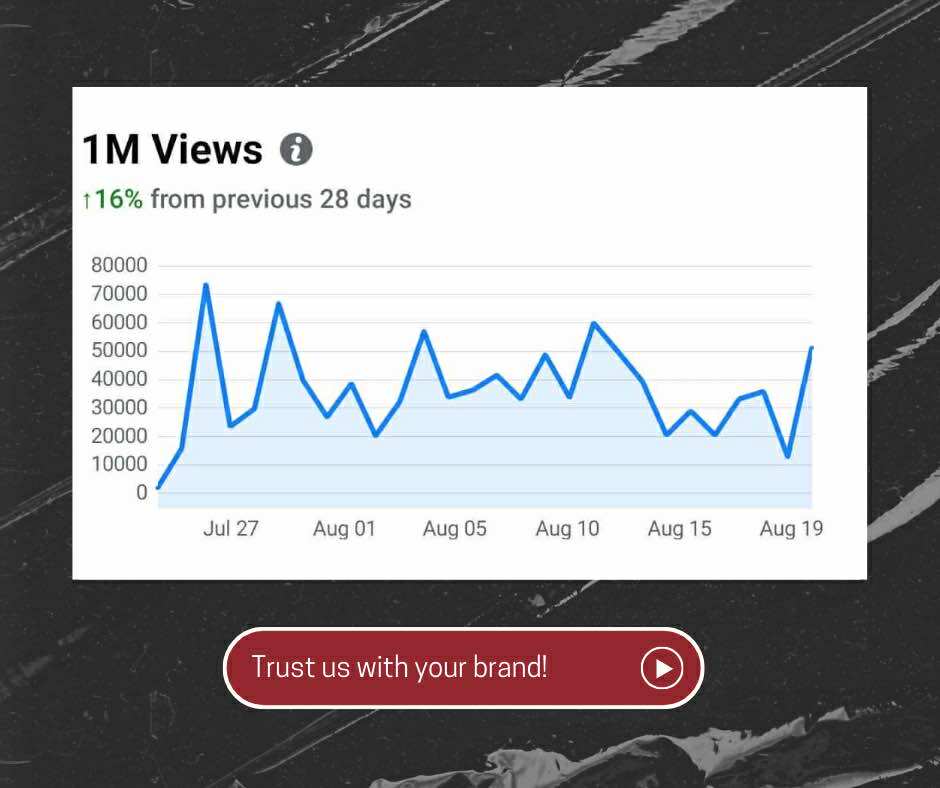 1M Views
↑16% from previous 28 days
80000
70000
60000
50000
40000
30000
20000
10000
0
Jul 27 Aug 01 Aug 05 Aug 10 Aug 15 Aug 19
Trust us with your brand!